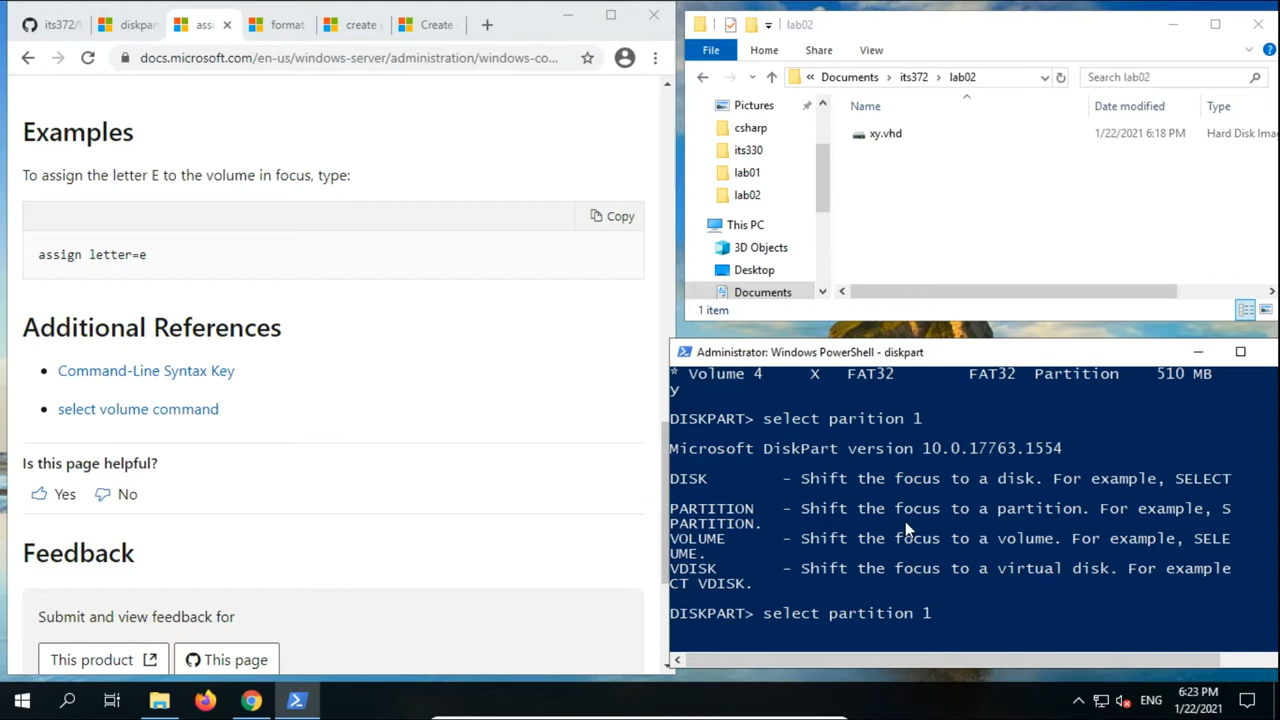 its372/l
diskpar
assi
format
create p
Create
docs.microsoft.com/en-us/windows-server/administration/windows-co...
Examples
To assign the letter E to the volume in focus, type:
Copy
assign letter=e
Additional References
Command-Line Syntax Key
select volume command
Is this page helpful?
Yes
No
Feedback
Submit and view feedback for
This product
This page
lab02
File
Home
Share
View
« Documents
its372
lab02
Search lab02
Pictures
csharp
its330
lab01
lab02
This PC
3D Objects
Desktop
Documents
Name
Date modified
Type
xy.vhd
1/22/2021 6:18 PM
Hard Disk Imag
1 item
Administrator: Windows PowerShell - diskpart
* Volume 4 X FAT32 FAT32 Partition 510 MB
y
DISKPART> select parition 1
Microsoft DiskPart version 10.0.17763.1554
DISK - Shift the focus to a disk. For example, SELECT
PARTITION - Shift the focus to a partition. For example, S
PARTITION.
VOLUME - Shift the focus to a volume. For example, SELE
UME.
VDISK - Shift the focus to a virtual disk. For example
CT VDISK.
DISKPART> select partition 1
ENG
6:23 PM
1/22/2021